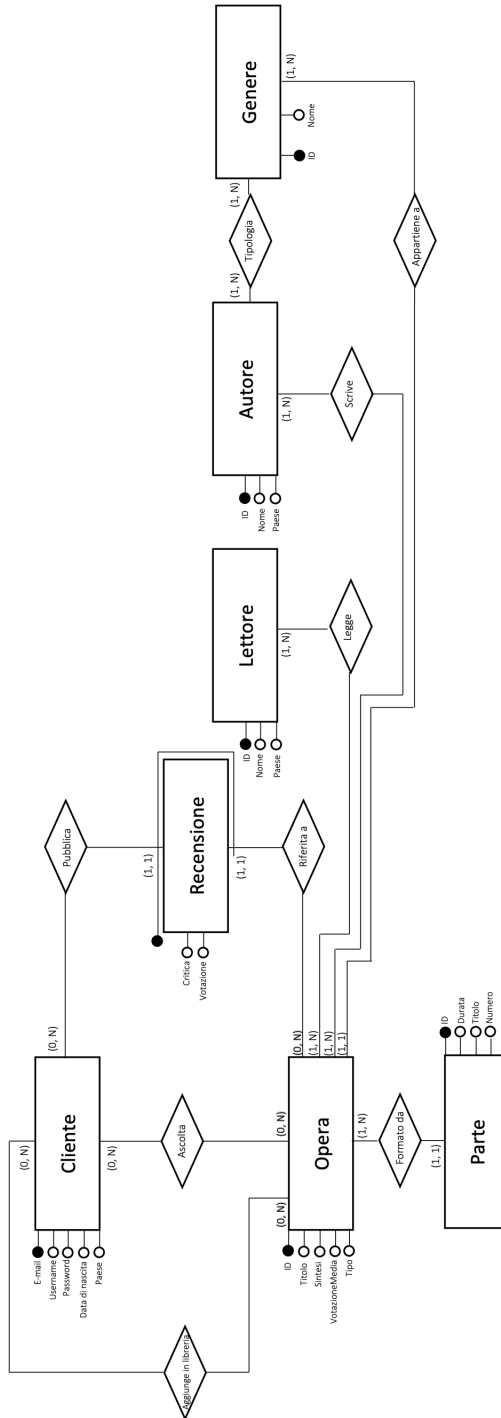 Cliente
E-mail
Username
Password
Data di nascita
Paese
(0, N)
(0, N)
(0, N)
Aggiunge in libreria
Ascolta
Pubblica
Recensione
Critica
Votazione
(1, 1)
(1, 1)
Riferita a
Opera
ID
Titolo
Sintesi
VotazioneMedia
Tipo
(0, N)
(0, N)
(0, N)
(1, N)
(1, N)
(1, 1)
(1, N)
Formato da
(1, 1)
Parte
ID
Durata
Titolo
Numero
Lettore
ID
Nome
Paese
(1, N)
Legge
Autore
ID
Nome
Paese
(1, N)
Scrive
(1, N)
Tipologia
(1, N)
Genere
ID
Nome
(1, N)
Appartiene a